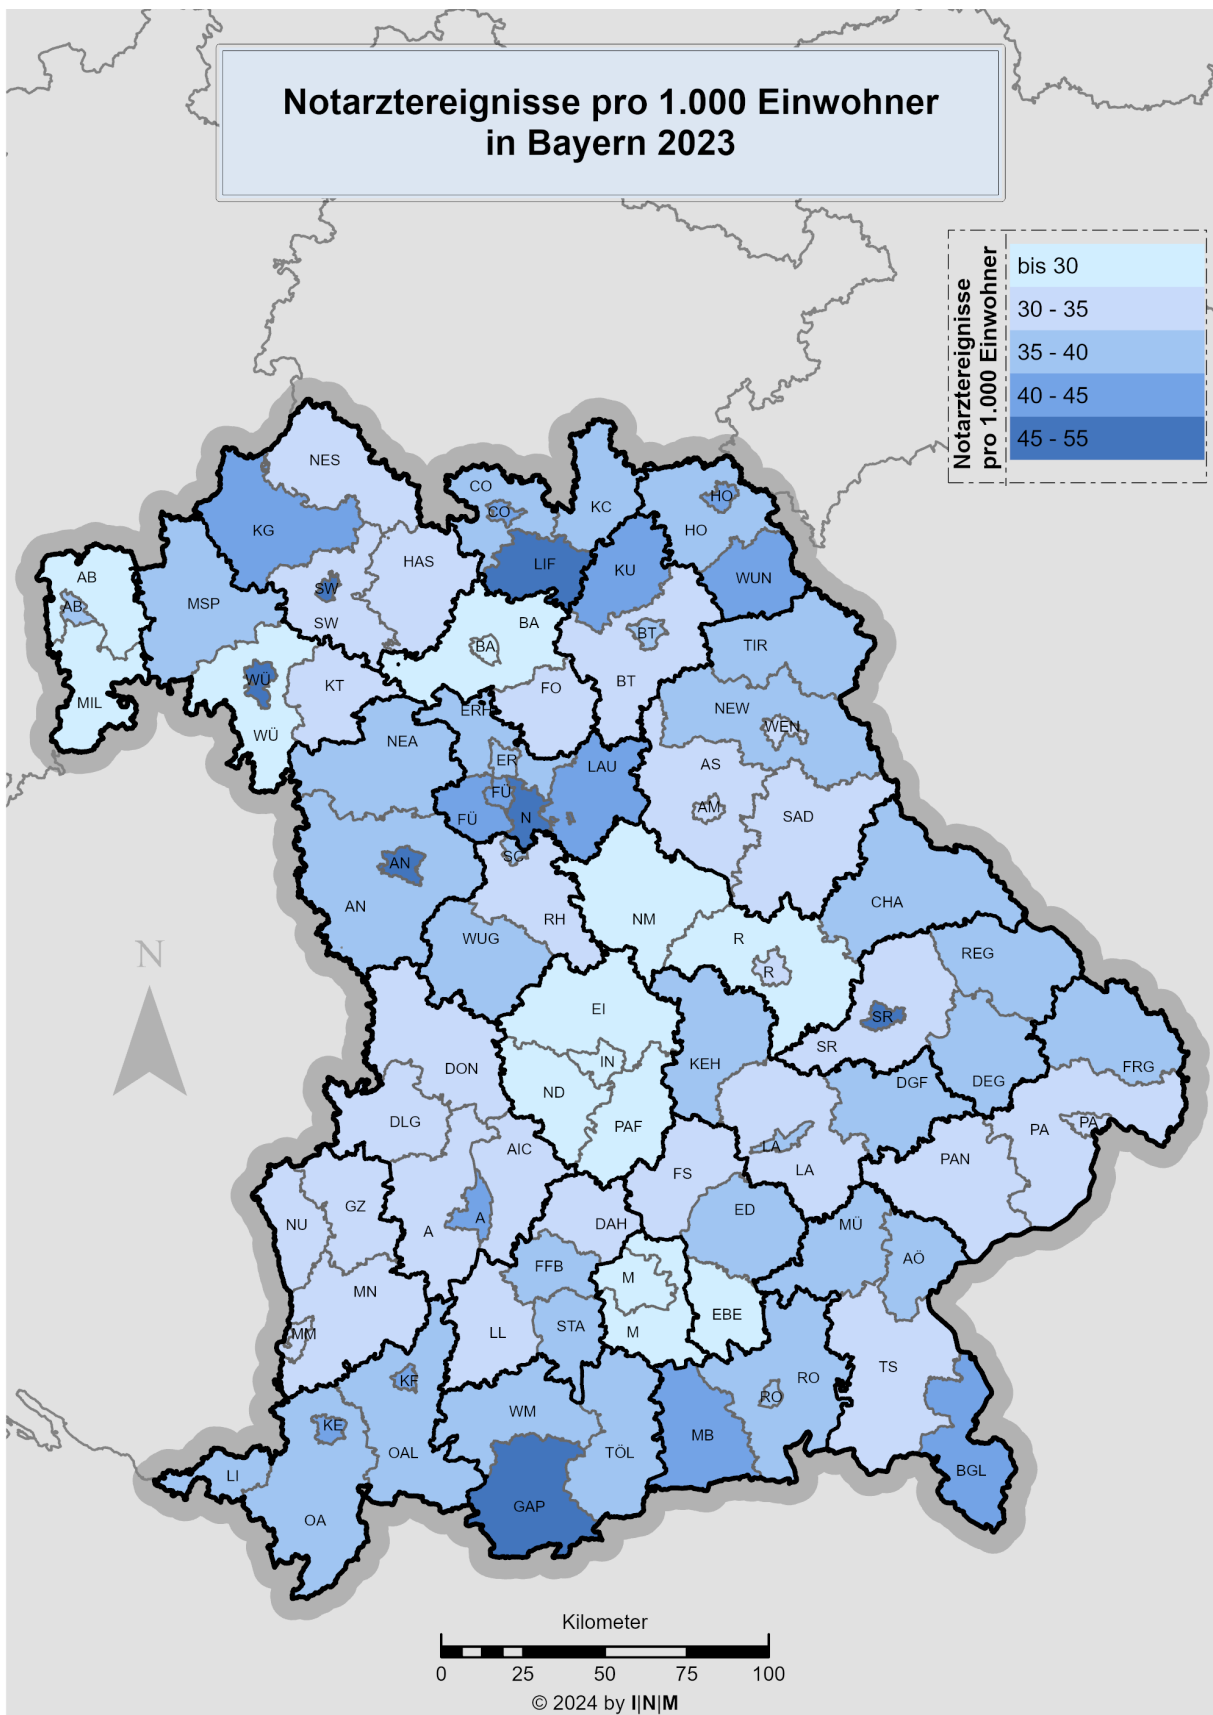 Notarztereignisse pro 1.000 Einwohner
in Bayern 2023
Notarztereignisse
pro 1.000 Einwohner
bis 30
30 - 35
35 - 40
40 - 45
45 - 55
NES
CO
CO
KC
HO
HO
KG
HAS
LIF
KU
WUN
AB
AB
MSP
SW
SW
BA
BA
BT
BT
TIR
MIL
WÜ
WÜ
KT
FO
ERH
NEW
WEN
NEA
ER
LAU
AS
FÜ
FÜ
N
AM
SAD
SC
AN
AN
RH
NM
CHA
WUG
R
R
REG
EI
SR
SR
IN
KEH
DON
ND
DGF
DEG
FRG
PAF
DLG
AIC
LA
LA
PA
PA
PAN
FS
GZ
NU
A
A
DAH
ED
MÜ
AÖ
FFB
M
M
MN
EBE
MM
LL
STA
TS
KF
RO
RO
KE
WM
OAL
TÖL
MB
LI
BGL
OA
GAP
N
Kilometer
0 25 50 75 100
© 2024 by I|N|M